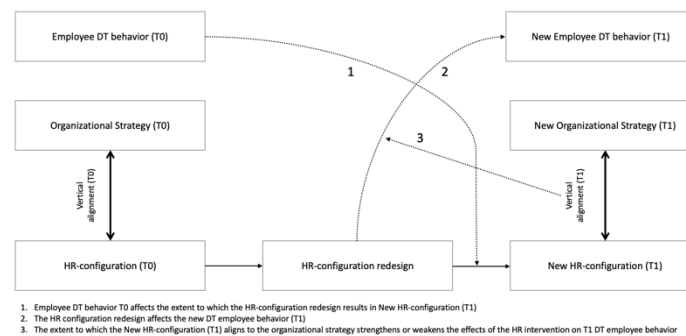 Employee DT behavior (T0)
New Employee DT behavior (T1)
1
2
Organizational Strategy (T0)
New Organizational Strategy (T1)
3
Vertical
alignment (T0)
Vertical
alignment (T1)
HR-configuration (T0)
HR-configuration redesign
New HR-configuration (T1)
1. Employee DT behavior T0 affects the extent to which the HR-configuration redesign results in New HR-configuration (T1)
2. The HR configuration redesign affects the new DT employee behavior (T1)
3. The extent to which the New HR-configuration (T1) aligns to the organizational strategy strengthens or weakens the effects of the HR intervention on T1 DT employee behavior